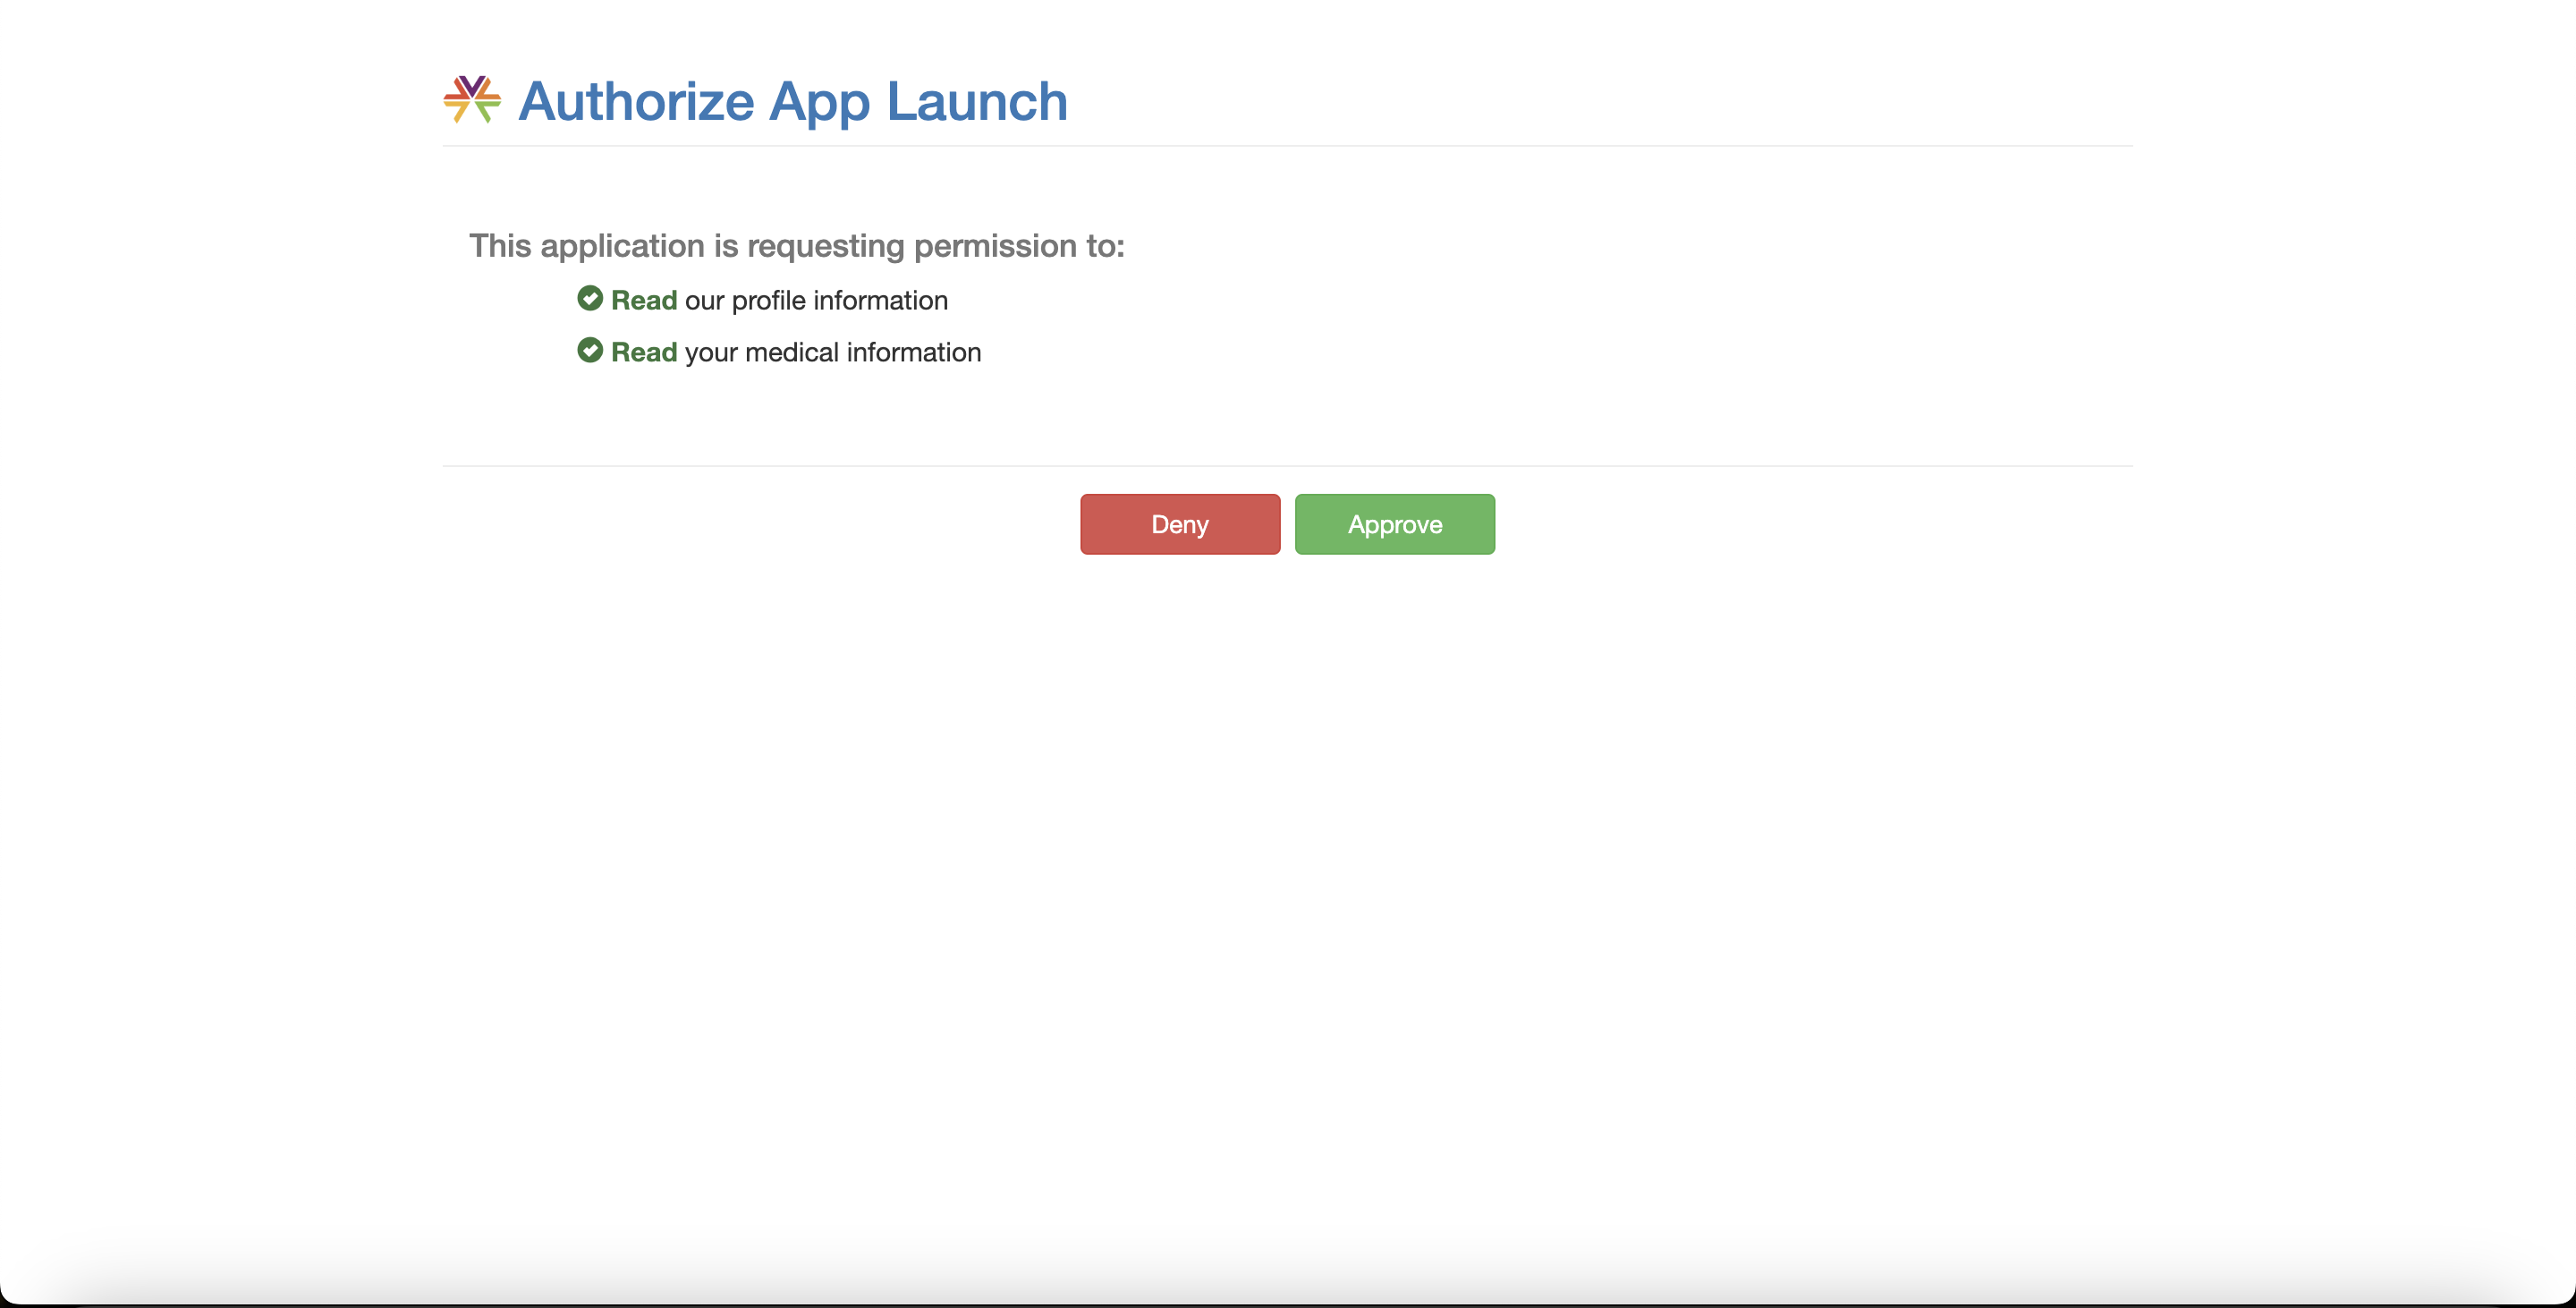 Authorize App Launch
This application is requesting permission to:
Read our profile information
Read your medical information
Deny Approve